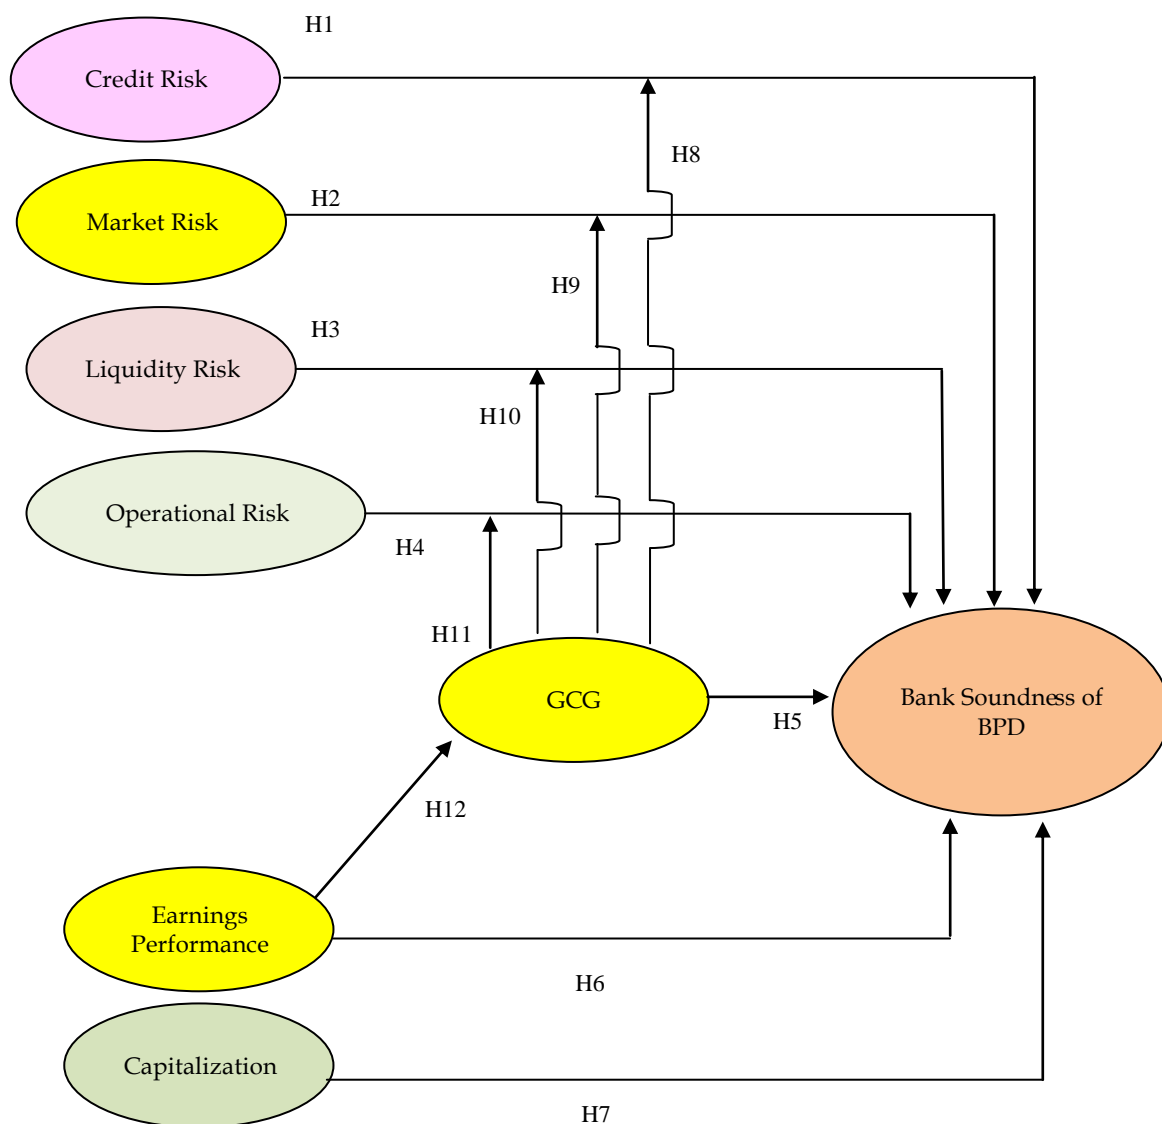 H1
Credit Risk
H8
H2
Market Risk
H9
H3
Liquidity Risk
H10
Operational Risk
H4
H11
GCG
H5
Bank Soundness of
BPD
H12
Earnings
Performance
H6
Capitalization
H7